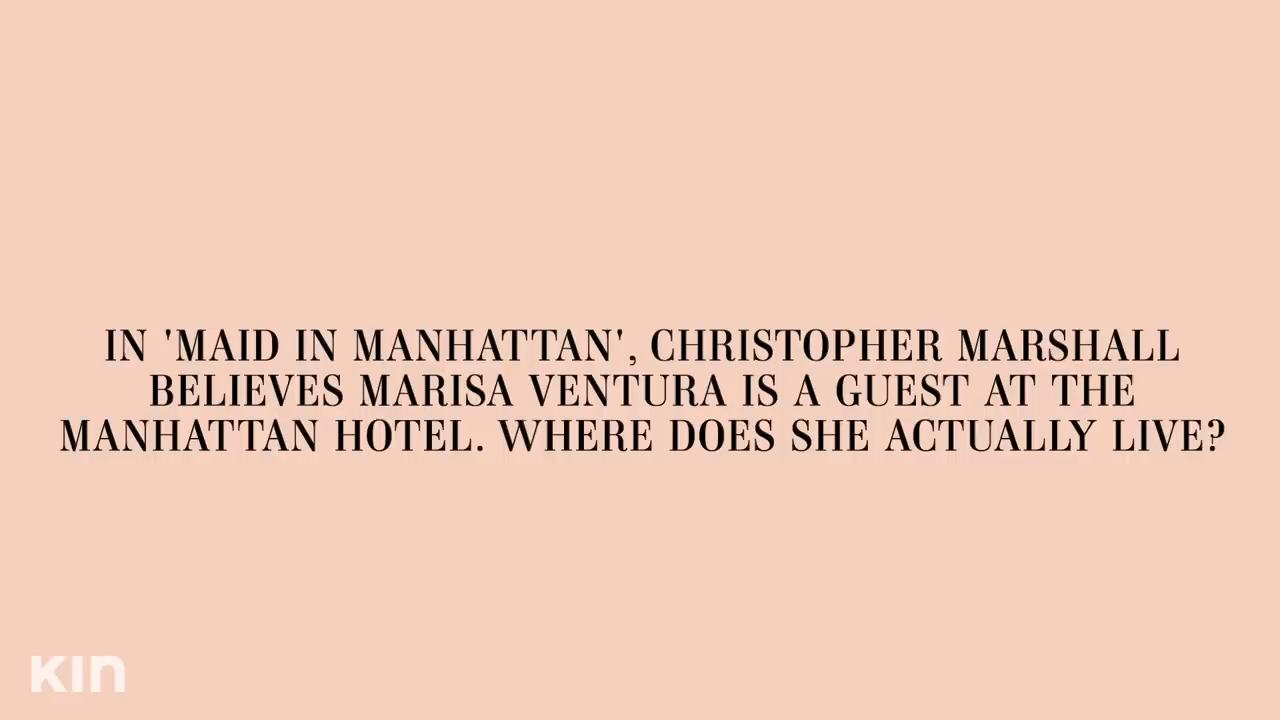 IN 'MAID IN MANHATTAN', CHRISTOPHER MARSHALL
BELIEVES MARISA VENTURA IS A GUEST AT THE
MANHATTAN HOTEL. WHERE DOES SHE ACTUALLY LIVE?
KIN